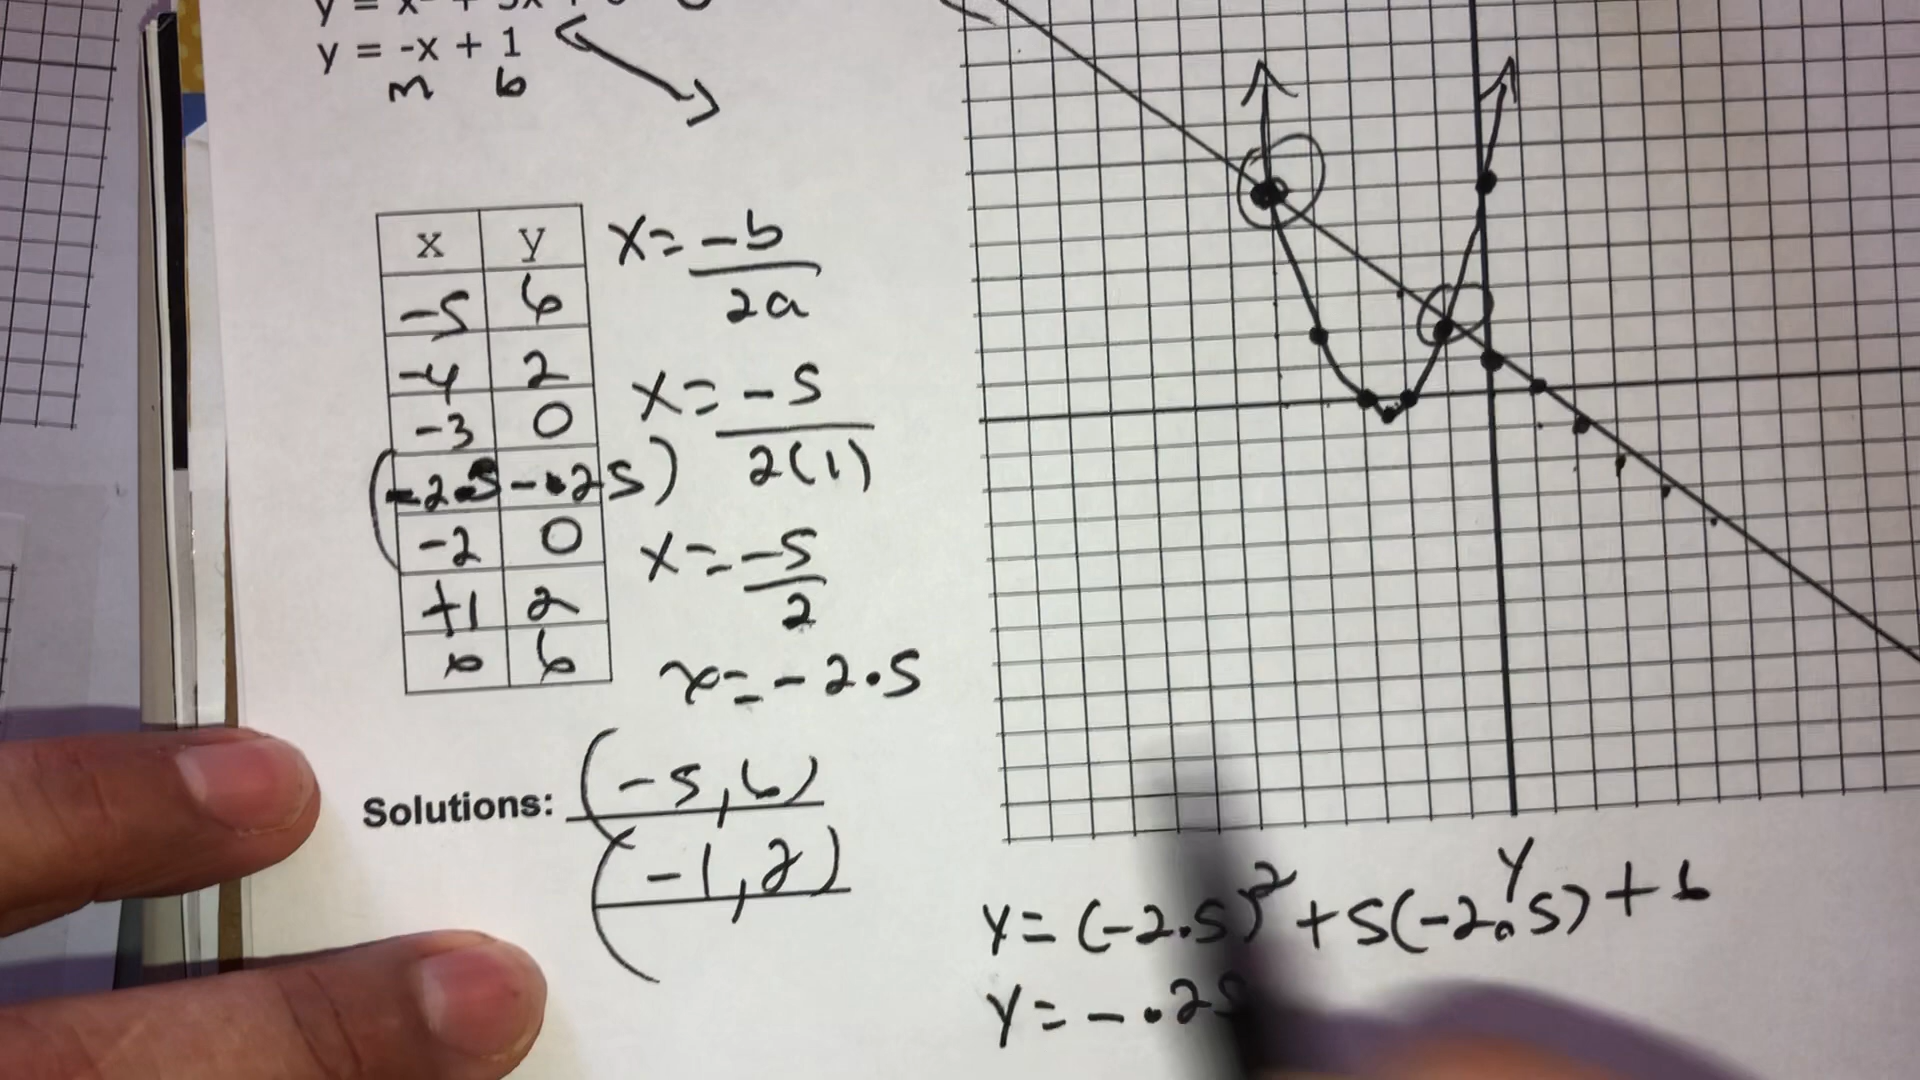 y = -x + 1
m b
x y
-5 6
-4 2
-3 0
(-2.5 -.25)
-2 0
+1 2
0 6
x = -b
2a
x = -5
2(1)
x = -5
2
x = -2.5
Solutions: (-5, 6)
(-1, 2)
y
y = (-2.5)² + 5(-2.5) + 6
y = -.25